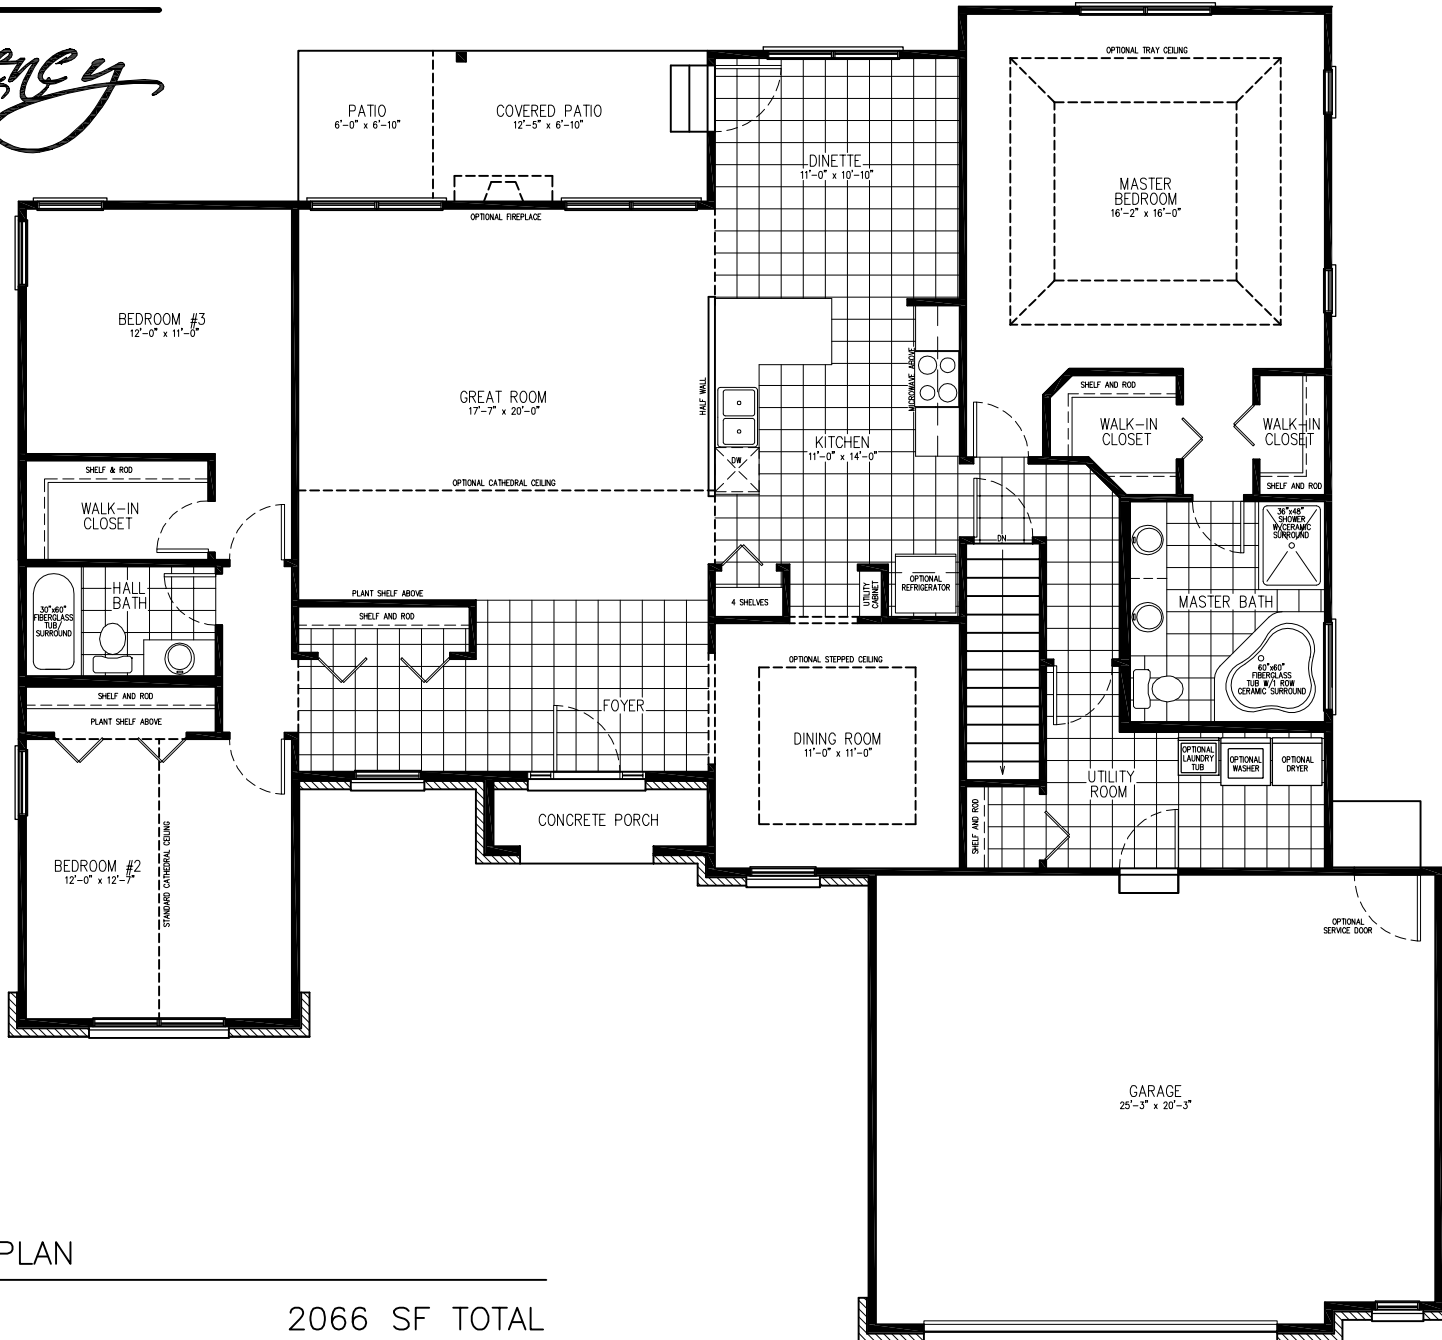 OPTIONAL TRAY CEILING
PATIO
6'-0" x 6'-10"
COVERED PATIO
12'-5" x 6'-10"
DINETTE
11'-0" x 10'-10"
MASTER
BEDROOM
16'-2" x 16'-0"
OPTIONAL FIREPLACE
BEDROOM #3
12'-0" x 11'-0"
GREAT ROOM
17'-7" x 20'-0"
HALF WALL
MICROWAVE ABOVE
KITCHEN
11'-0" x 14'-0"
DW
SHELF AND ROD
WALK-IN
CLOSET
WALK-IN
CLOSET
SHELF AND ROD
SHELF & ROD
WALK-IN
CLOSET
OPTIONAL CATHEDRAL CEILING
36"x48"
SHOWER
W/CERAMIC
SURROUND
DN
HALL
BATH
30"x60"
FIBERGLASS
TUB/
SURROUND
PLANT SHELF ABOVE
SHELF AND ROD
4 SHELVES
UTILITY
CABINET
OPTIONAL
REFRIGERATOR
MASTER BATH
60"x60"
FIBERGLASS
TUB W/1 ROW
CERAMIC SURROUND
SHELF AND ROD
PLANT SHELF ABOVE
FOYER
OPTIONAL STEPPED CEILING
DINING ROOM
11'-0" x 11'-0"
OPTIONAL
LAUNDRY
TUB
OPTIONAL
WASHER
OPTIONAL
DRYER
UTILITY
ROOM
SHELF AND ROD
CONCRETE PORCH
BEDROOM #2
12'-0" x 12'-7"
STANDARD CATHEDRAL CEILING
OPTIONAL
SERVICE DOOR
GARAGE
25'-3" x 20'-3"
PLAN
2066 SF TOTAL